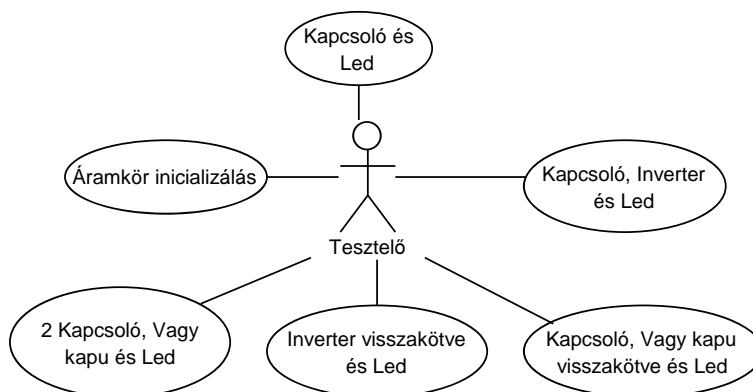 Kapcsoló és
Led
Áramkör inicializálás
Kapcsoló, Inverter
és Led
Tesztelő
2 Kapcsoló, Vagy
kapu és Led
Inverter visszakötve
és Led
Kapcsoló, Vagy kapu
visszakötve és Led